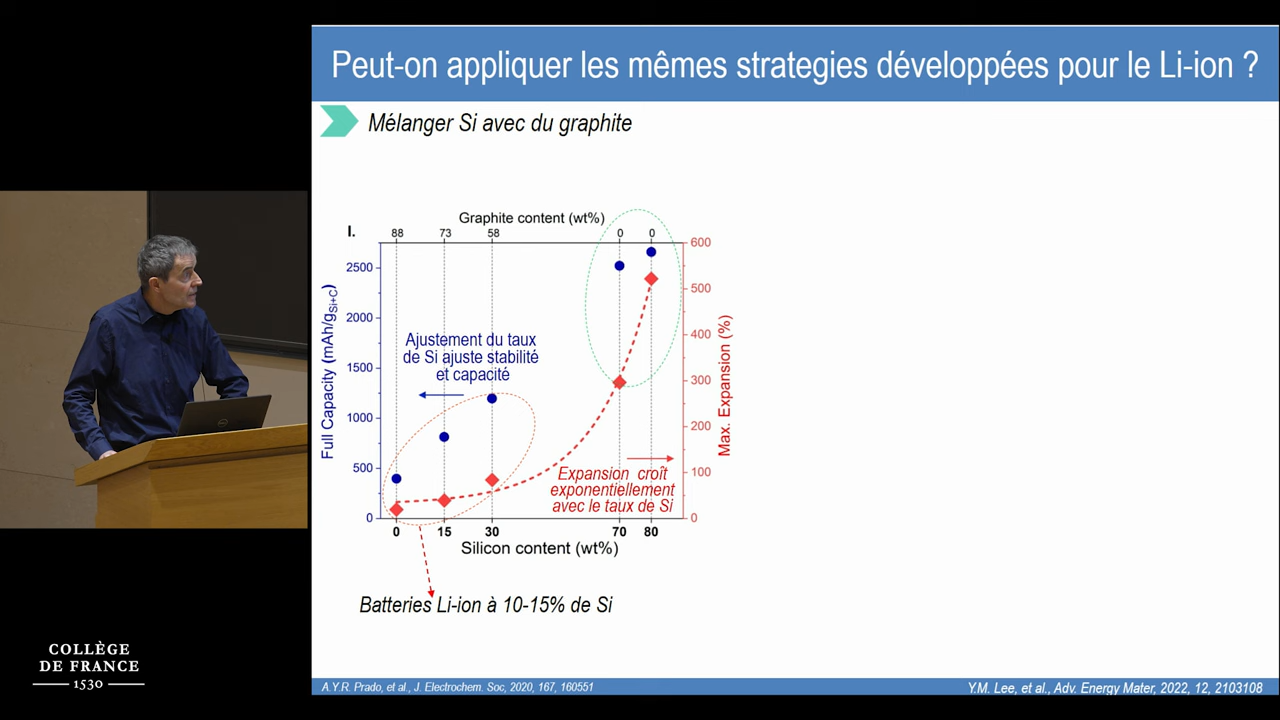 Peut-on appliquer les mêmes strategies développées pour le Li-ion ?
Mélanger Si avec du graphite
Graphite content (wt%)
I.
88 73 58 0 0
Full Capacity (mAh/gSi+C)
2500
2000
1500
1000
500
0
Ajustement du taux
de Si ajuste stabilité
et capacité
600
500
400
300
200
100
0
Max. Expansion (%)
Expansion croît
exponentiellement
avec le taux de Si
0 15 30 70 80
Silicon content (wt%)
Batteries Li-ion à 10-15% de Si
COLLÈGE
DE FRANCE
1530
A.Y.R. Prado, et al., J. Electrochem. Soc, 2020, 167, 160551
Y.M. Lee, et al., Adv. Energy Mater, 2022, 12, 2103108